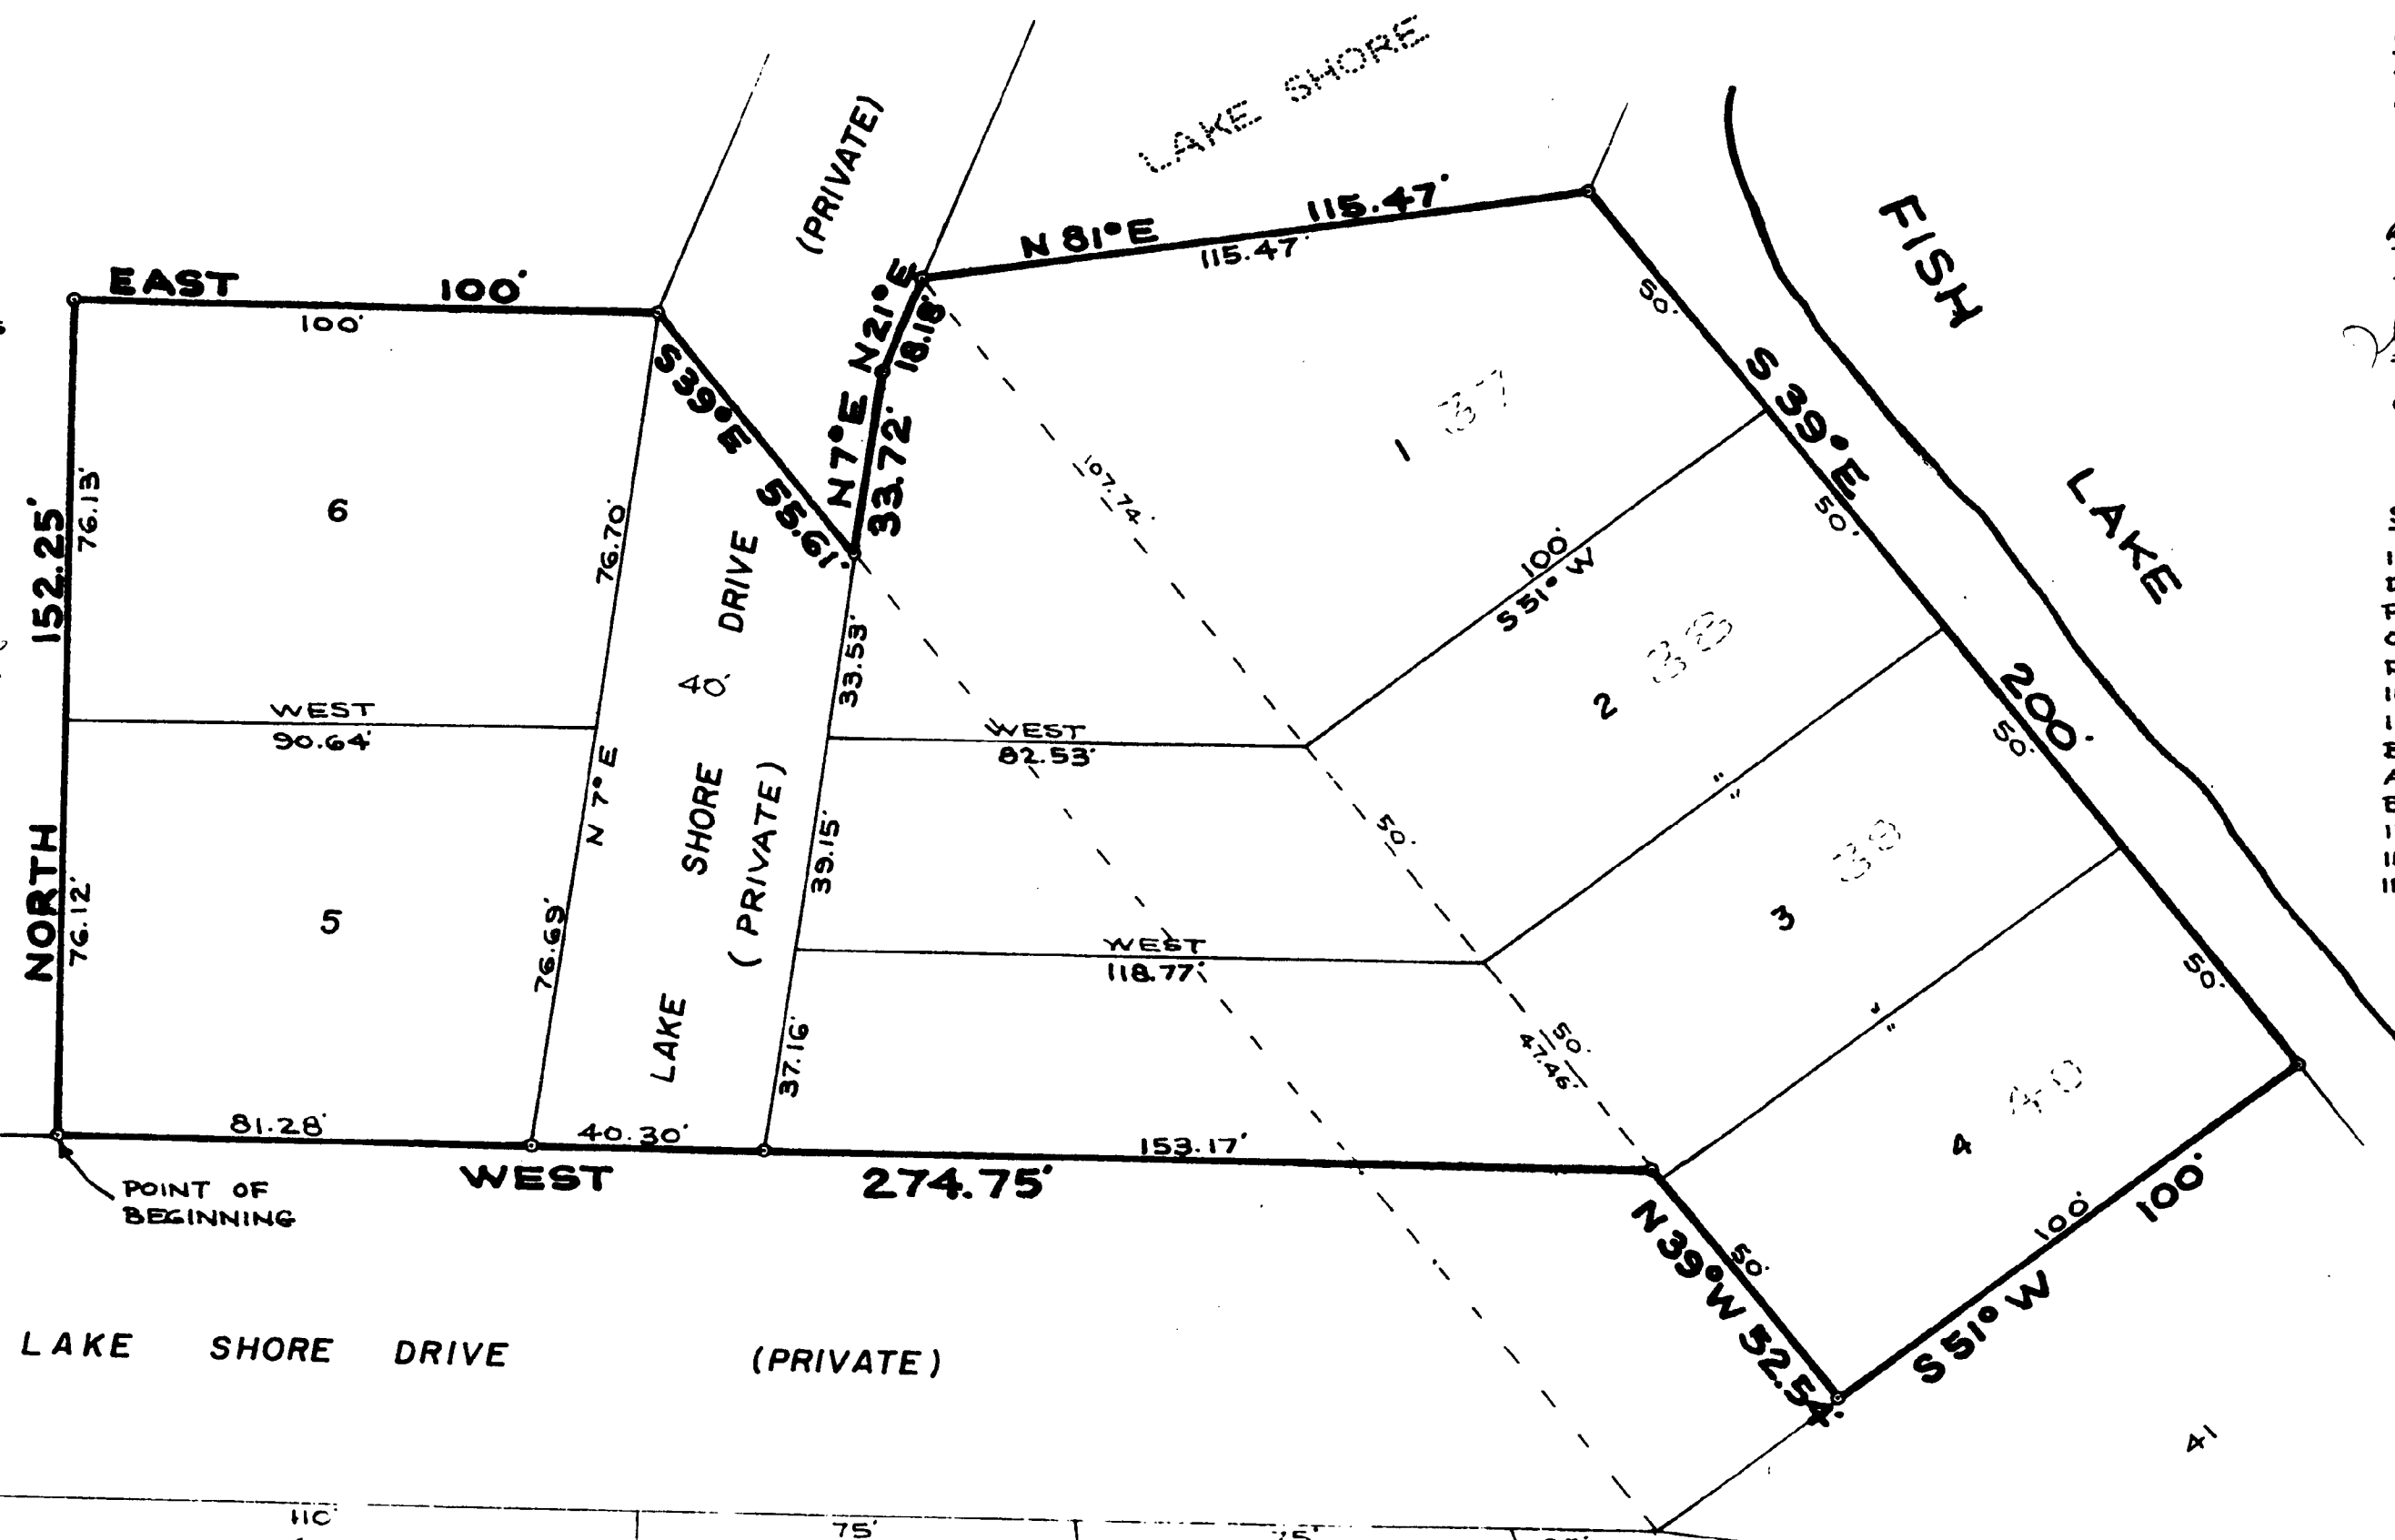 LAKE SHORE
(PRIVATE)
FISH
LAKE
EAST 100'
100'
N 81° E 115.47'
115.47'
N 21° E
18.18'
N 7° E
33.72'
S 39° E 55.61'
50'
S 39° E 200'
50'
50'
50'
107.74'
1 37
100'
S 51° W
2 38
3 39
4 40
" "
" "
NORTH 152.25'
76.13'
76.12'
6
5
76.70'
N 7° E
76.69'
WEST
90.64'
LAKE SHORE DRIVE
40'
(PRIVATE)
33.53'
39.15'
37.16'
WEST
82.53'
WEST
118.77'
50'
50'
47.46'
81.28'
40.30'
153.17'
WEST 274.75'
POINT OF
BEGINNING
N 39° W 52.54'
50'
100'
S 51° W 100'
41
LAKE SHORE DRIVE (PRIVATE)
110'
75'
75'